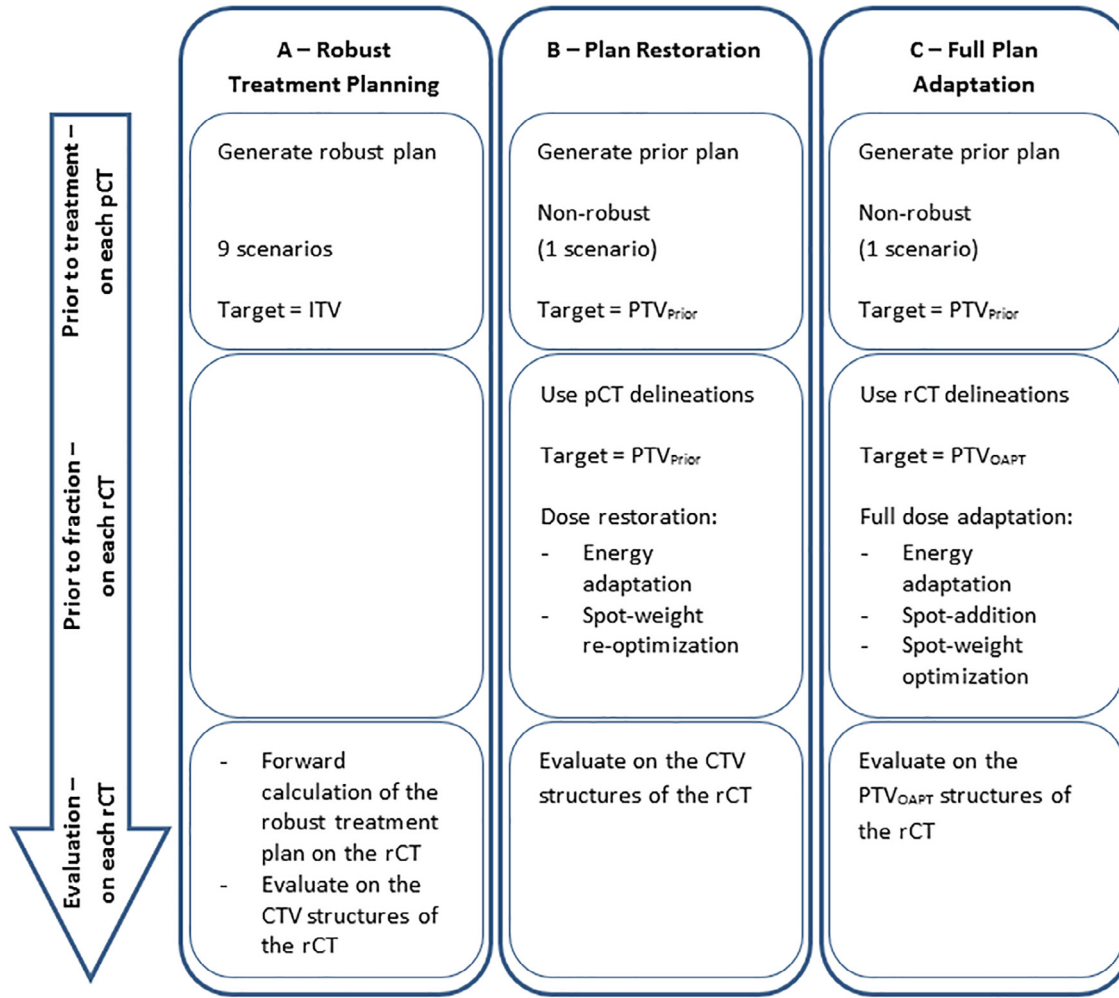 A – Robust
Treatment Planning
B – Plan Restoration
C – Full Plan
Adaptation
Prior to treatment –
on each pCT
Generate robust plan
9 scenarios
Target = ITV
Generate prior plan
Non-robust
(1 scenario)
Target = PTVPrior
Generate prior plan
Non-robust
(1 scenario)
Target = PTVPrior
Prior to fraction –
on each rCT
Use pCT delineations
Target = PTVPrior
Dose restoration:
- Energy
adaptation
- Spot-weight
re-optimization
Use rCT delineations
Target = PTVOAPT
Full dose adaptation:
- Energy
adaptation
- Spot-addition
- Spot-weight
optimization
Evaluation –
on each rCT
- Forward
calculation of the
robust treatment
plan on the rCT
- Evaluate on the
CTV structures of
the rCT
Evaluate on the CTV
structures of the rCT
Evaluate on the
PTVOAPT structures of
the rCT